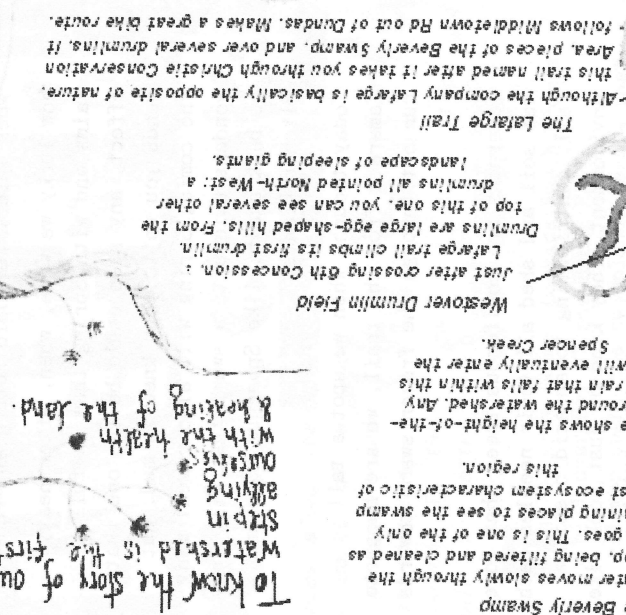 Beverly Swamp
ter moves slowly through the
p, being filtered and cleaned as
goes. This is one of the only
ining places to see the swamp
st ecosystem characteristic of
this region.
e shows the height-of-the-
round the watershed. Any
rain that falls within this
will eventually enter the
Spencer Creek.
To know the story of ou
watershed is the first
step in
allying
ourselves
with the health
& healing of the land.
Westover Drumlin Field
Just after crossing 6th Concession,
Lafarge trail climbs its first drumlin.
Drumlins are large egg-shaped hills. From the
top of this one, you can see several other
drumlins all pointed North-West: a
landscape of sleeping giants.
The Lafarge Trail
Although the company Lafarge is basically the opposite of nature,
this trail named after it takes you through Christie Conservation
Area, pieces of the Beverly Swamp, and over several drumlins. It
follows Middletown Rd out of Dundas. Makes a great bike route.